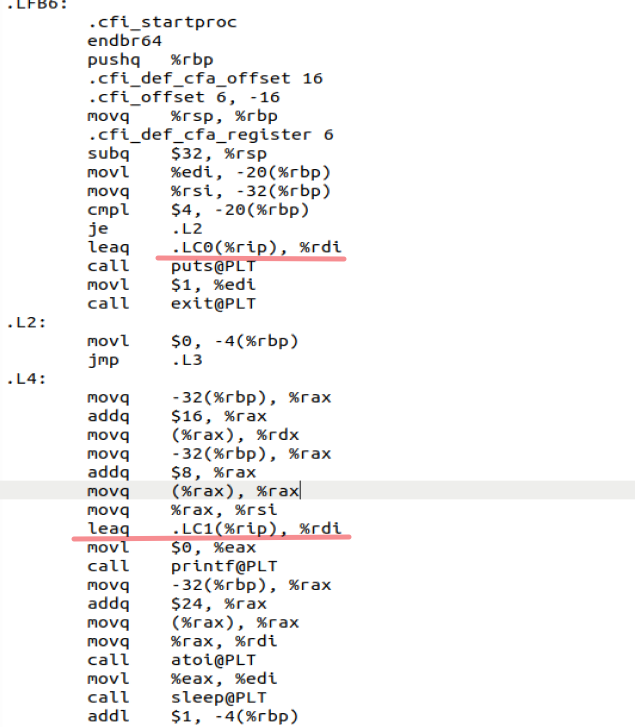 .LFB6:
.cfi_startproc
endbr64
pushq %rbp
.cfi_def_cfa_offset 16
.cfi_offset 6, -16
movq %rsp, %rbp
.cfi_def_cfa_register 6
subq $32, %rsp
movl %edi, -20(%rbp)
movq %rsi, -32(%rbp)
cmpl $4, -20(%rbp)
je .L2
leaq .LC0(%rip), %rdi
call puts@PLT
movl $1, %edi
call exit@PLT
.L2:
movl $0, -4(%rbp)
jmp .L3
.L4:
movq -32(%rbp), %rax
addq $16, %rax
movq (%rax), %rdx
movq -32(%rbp), %rax
addq $8, %rax
movq (%rax), %rax
movq %rax, %rsi
leaq .LC1(%rip), %rdi
movl $0, %eax
call printf@PLT
movq -32(%rbp), %rax
addq $24, %rax
movq (%rax), %rax
movq %rax, %rdi
call atoi@PLT
movl %eax, %edi
call sleep@PLT
addl $1, -4(%rbp)